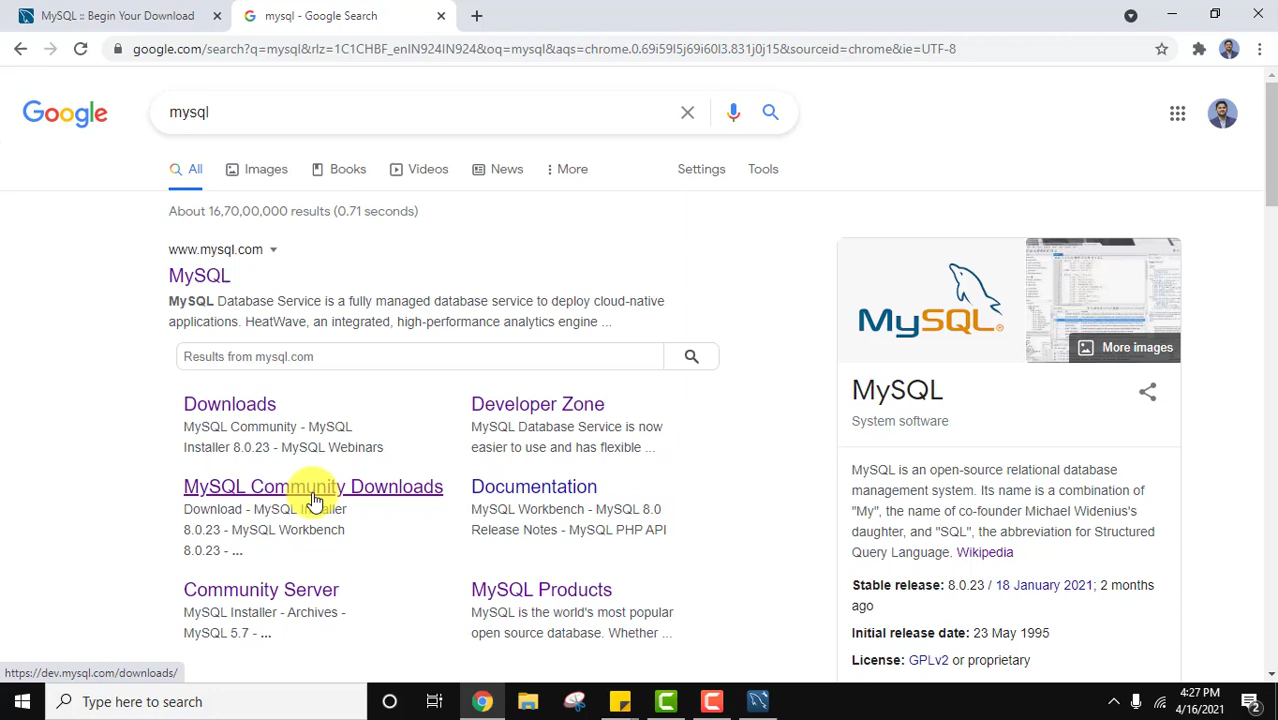 MySQL :: Begin Your Download
mysql - Google Search
google.com/search?q=mysql&rlz=1C1CHBF_enIN924IN924&oq=mysql&aqs=chrome.0.69i59l5j69i60l3.831j0j15&sourceid=chrome&ie=UTF-8
Google
mysql
All
Images
Books
Videos
News
More
Settings
Tools
About 16,70,00,000 results (0.71 seconds)
www.mysql.com
MySQL
MySQL Database Service is a fully managed database service to deploy cloud-native
applications. HeatWave, an integrated, high-performance analytics engine ...
Results from mysql.com
Downloads
MySQL Community - MySQL
Installer 8.0.23 - MySQL Webinars
Developer Zone
MySQL Database Service is now
easier to use and has flexible ...
MySQL Community Downloads
Download - MySQL Installer
8.0.23 - MySQL Workbench
8.0.23 - ...
Documentation
MySQL Workbench - MySQL 8.0
Release Notes - MySQL PHP API
Community Server
MySQL Installer - Archives -
MySQL 5.7 - ...
MySQL Products
MySQL is the world's most popular
open source database. Whether ...
MySQL®
More images
MySQL
System software
MySQL is an open-source relational database
management system. Its name is a combination of
"My", the name of co-founder Michael Widenius's
daughter, and "SQL", the abbreviation for Structured
Query Language. Wikipedia
Stable release: 8.0.23 / 18 January 2021; 2 months
ago
Initial release date: 23 May 1995
License: GPLv2 or proprietary
https://dev.mysql.com/downloads/
Type here to search
4:27 PM
4/16/2021
2